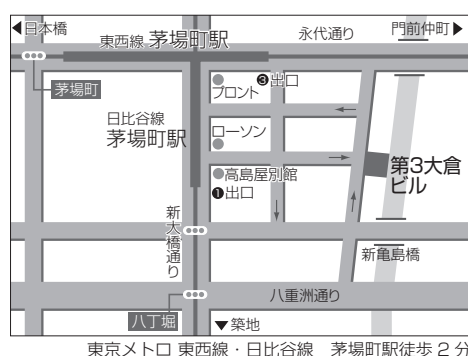 ◀日本橋
東西線 茅場町駅
永代通り
門前仲町▶
茅場町
プロント
❸出口
日比谷線
茅場町駅
ローソン
高島屋別館
❶出口
第3大倉
ビル
新大橋通り
新亀島橋
八重洲通り
八丁堀
▼築地
東京メトロ 東西線・日比谷線 茅場町駅徒歩 2 分